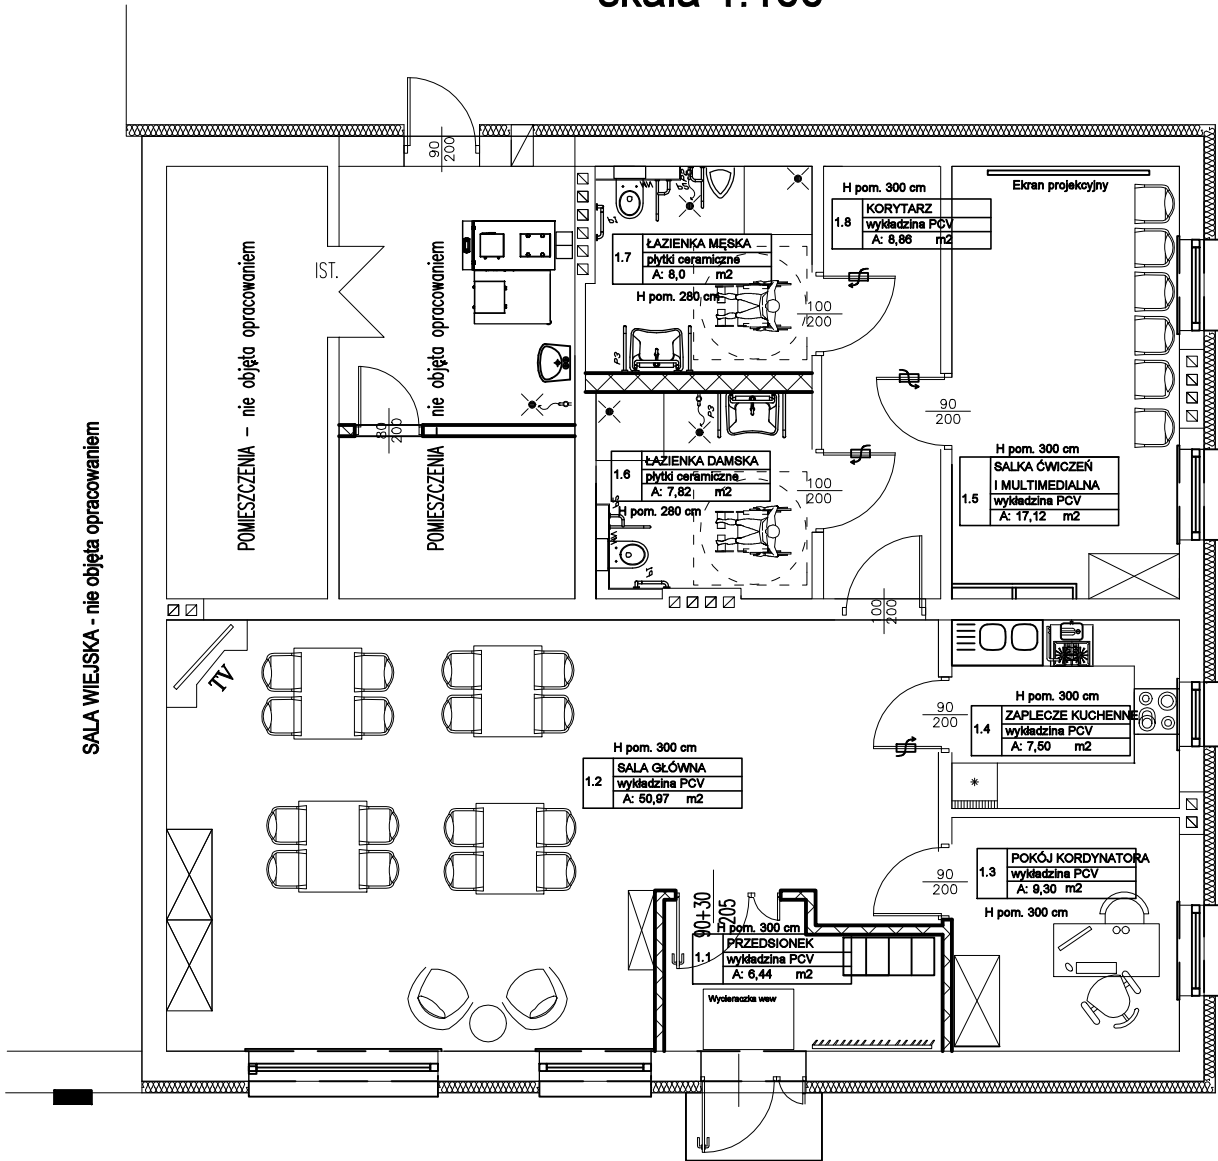 skala 1:100
90
200
H pom. 300 cm
1.8
KORYTARZ
wykładzina PCV
A: 8,86 m2
Ekran projekcyjny
1.7
ŁAZIENKA MĘSKA
płytki ceramiczne
A: 8,0 m2
H pom. 280 cm
100
200
IST.
POMIESZCZENIA - nie objęta opracowaniem
POMIESZCZENIA nie objęta opracowaniem
80
200
P3
P3
90
200
1.6
ŁAZIENKA DAMSKA
płytki ceramiczne
A: 7,82 m2
H pom. 280 cm
100
200
H pom. 300 cm
1.5
SALKA ĆWICZEŃ
I MULTIMEDIALNA
wykładzina PCV
A: 17,12 m2
SALA WIEJSKA - nie objęta opracowaniem
100
200
TV
H pom. 300 cm
1.4
ZAPLECZE KUCHENNE
wykładzina PCV
A: 7,50 m2
90
200
H pom. 300 cm
1.2
SALA GŁÓWNA
wykładzina PCV
A: 50,97 m2
90
200
1.3
POKÓJ KORDYNATORA
wykładzina PCV
A: 9,30 m2
H pom. 300 cm
90+30
205
H pom. 300 cm
1.1
PRZEDSIONEK
wykładzina PCV
A: 6,44 m2
Wycieraczka wew